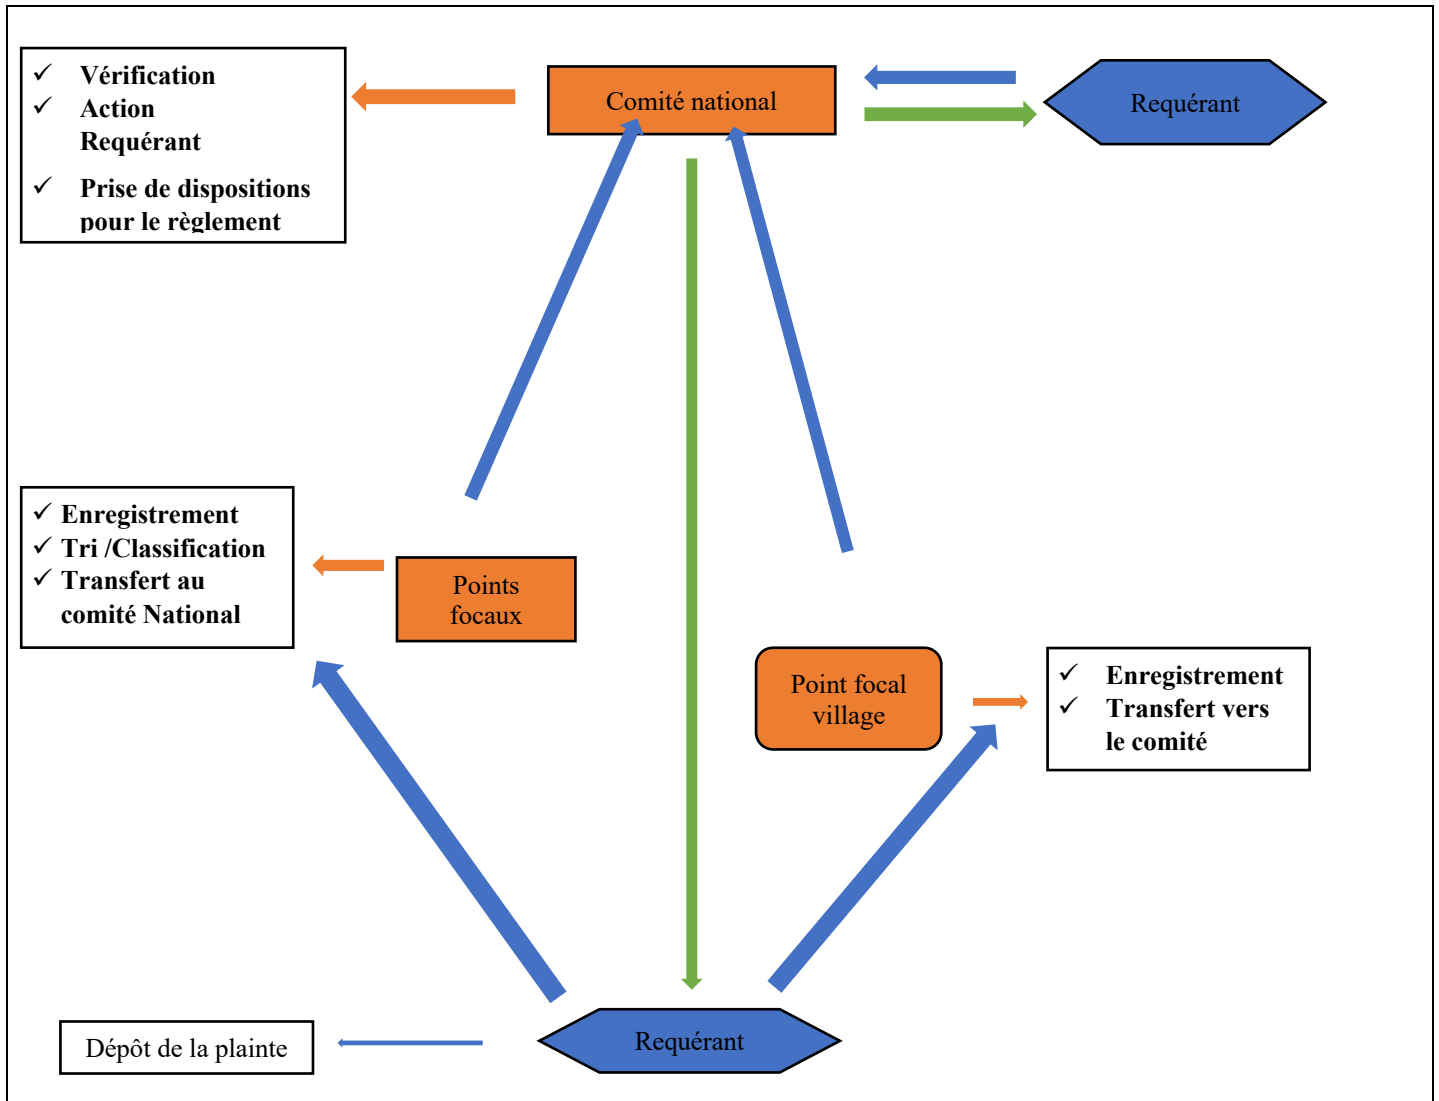 ✓ Vérification
✓ Action
Requérant
✓ Prise de dispositions
pour le règlement
Comité national
Requérant
✓ Enregistrement
✓ Tri /Classification
✓ Transfert au
comité National
Points
focaux
Point focal
village
✓ Enregistrement
✓ Transfert vers
le comité
Dépôt de la plainte
Requérant